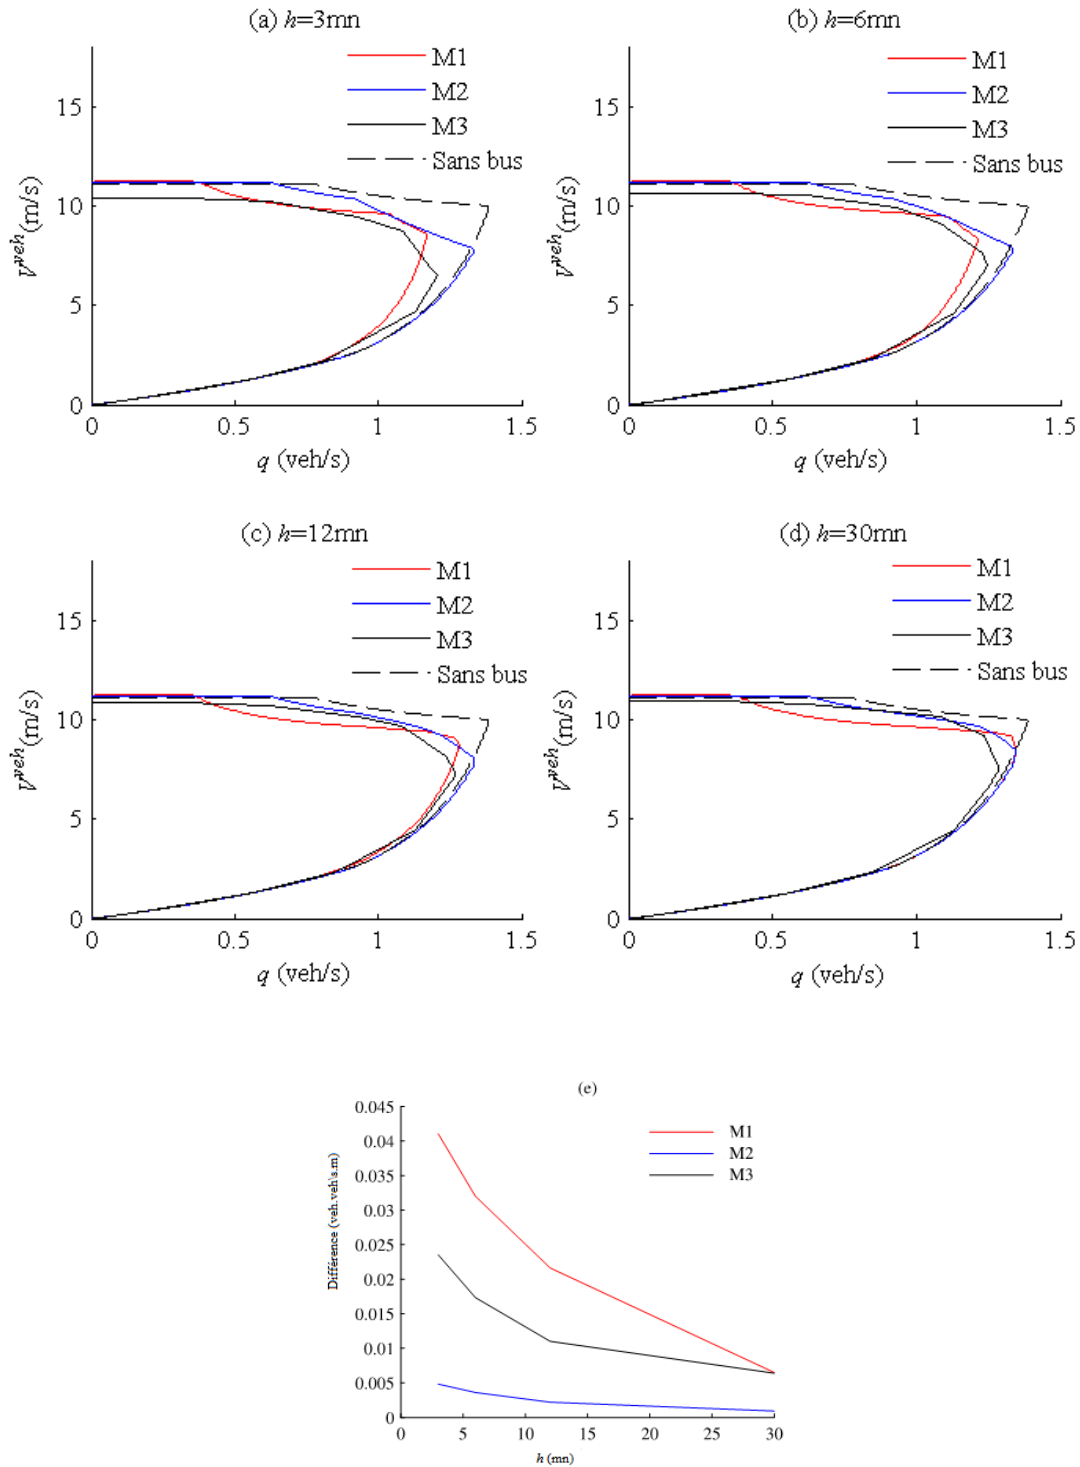 (a) h=3mn
M1
M2
M3
Sans bus
15
10
5
0
0 0.5 1 1.5
V^veh(m/s)
q (veh/s)
(b) h=6mn
M1
M2
M3
Sans bus
15
10
5
0
0 0.5 1 1.5
V^veh(m/s)
q (veh/s)
(c) h=12mn
M1
M2
M3
Sans bus
15
10
5
0
0 0.5 1 1.5
V^veh(m/s)
q (veh/s)
(d) h=30mn
M1
M2
M3
Sans bus
15
10
5
0
0 0.5 1 1.5
V^veh(m/s)
q (veh/s)
(e)
M1
M2
M3
0.045
0.04
0.035
0.03
0.025
0.02
0.015
0.01
0.005
0
0 5 10 15 20 25 30
Différence (veh.veh\s.m)
h (mn)